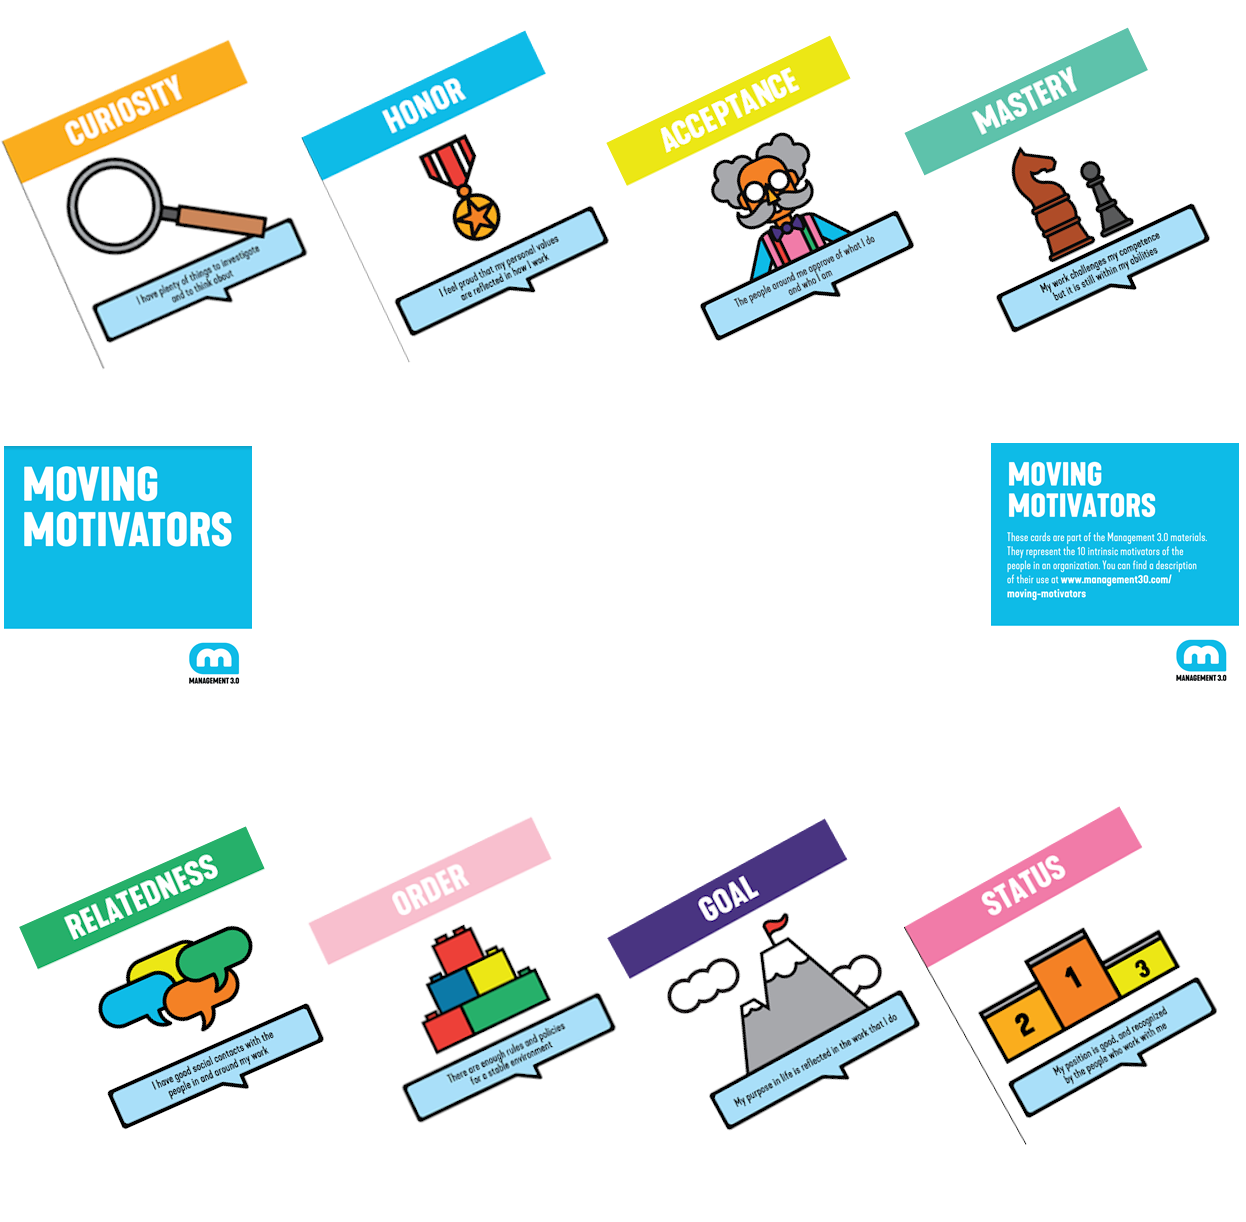 CURIOSITY
I have plenty of things to investigate
and to think about
HONOR
I feel proud that my personal values
are reflected in how I work
ACCEPTANCE
The people around me approve of what I do
and who I am
MASTERY
My work challenges my competence
but it is still within my abilities
MOVING
MOTIVATORS
MANAGEMENT 3.0
MOVING
MOTIVATORS
These cards are part of the Management 3.0 materials.
They represent the 10 intrinsic motivators of the
people in an organization. You can find a description
of their use at www.management30.com/
moving-motivators
MANAGEMENT 3.0
RELATEDNESS
I have good social contacts with the
people in and around my work
ORDER
There are enough rules and policies
for a stable environment
GOAL
My purpose in life is reflected in the work that I do
STATUS
1
2
3
My position is good, and recognized
by the people who work with me